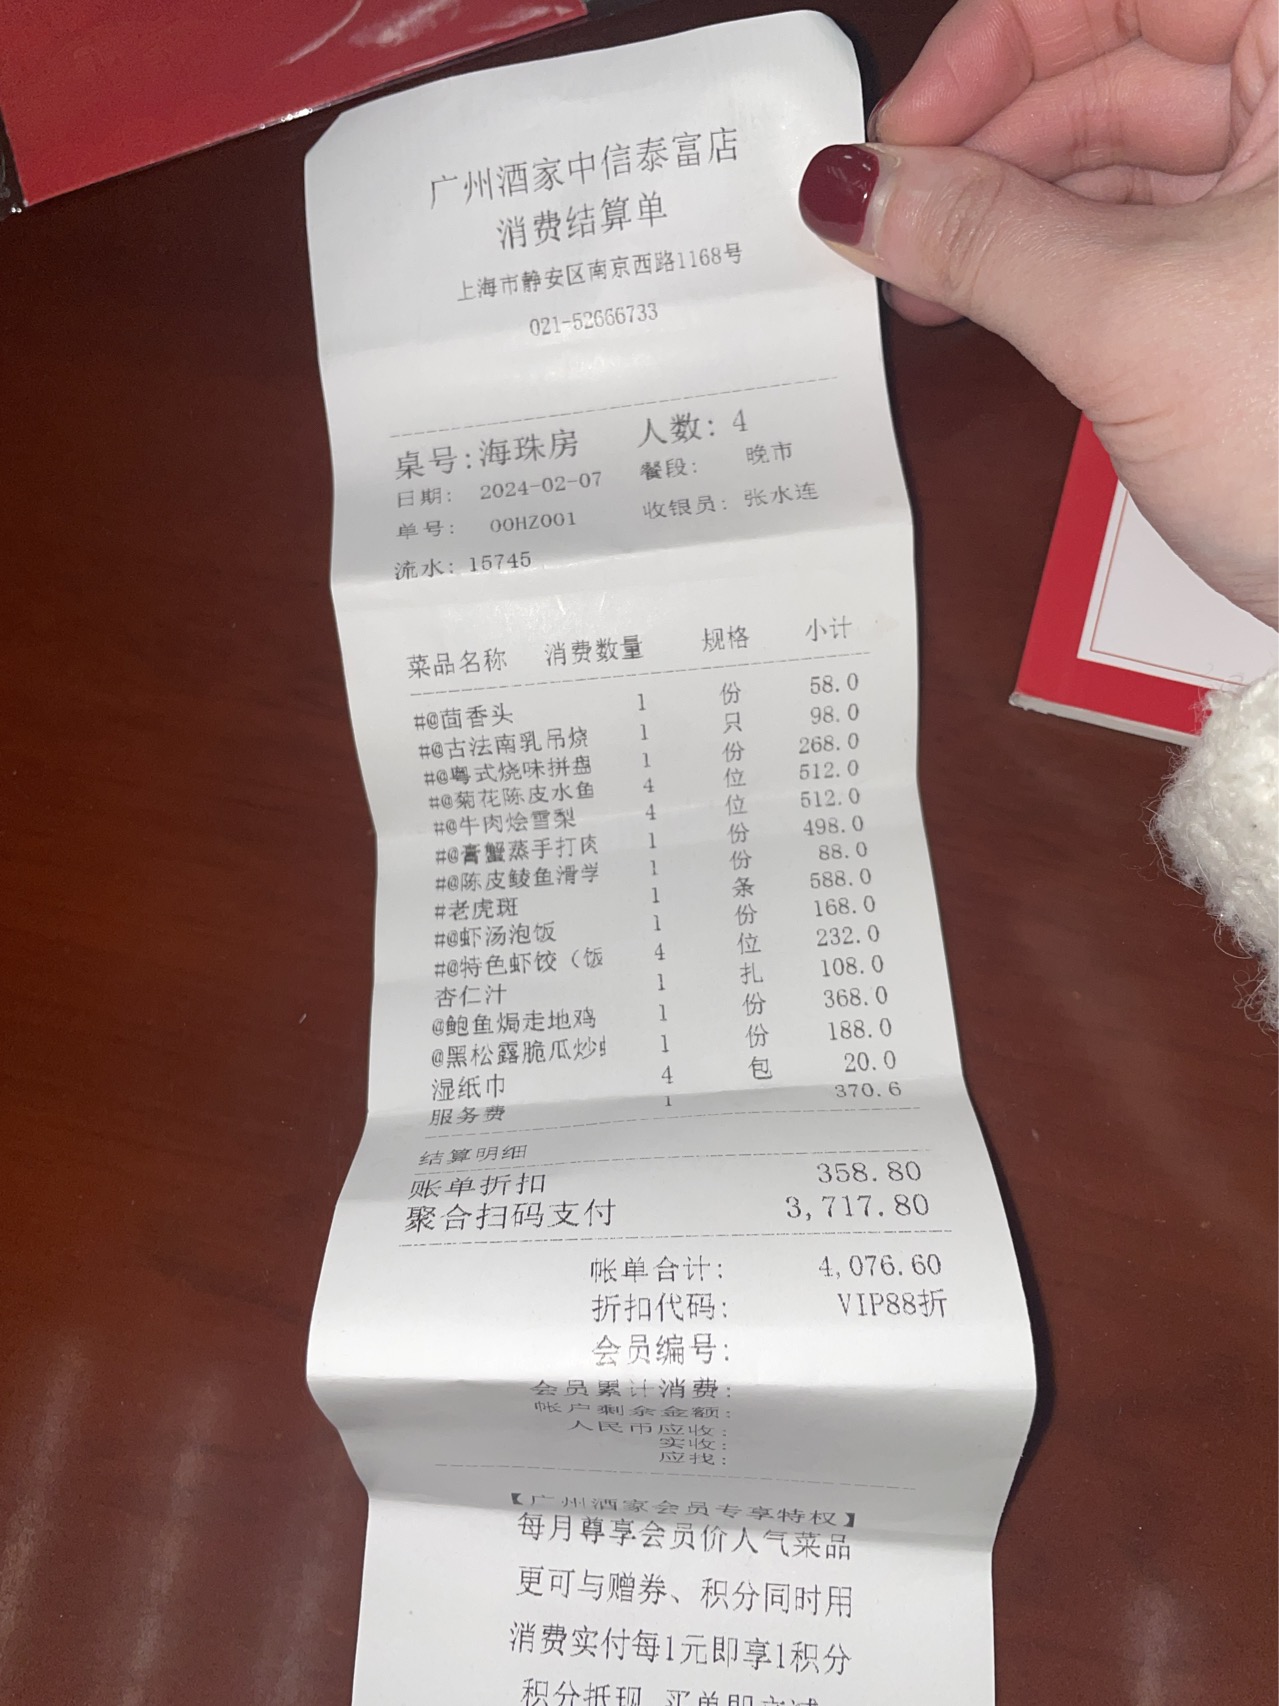 广州酒家中信泰富店
消费结算单
上海市静安区南京西路1168号
021-52666733
桌号:海珠房 人数: 4
日期: 2024-02-07 餐段: 晚市
单号: 00HZ001 收银员: 张水连
流水: 15745
菜品名称 消费数量 规格 小计
#@茴香头 1 份 58.0
#@古法南乳吊烧 1 只 98.0
#@粤式烧味拼盘 1 份 268.0
#@菊花陈皮水鱼 4 位 512.0
#@牛肉烩雪梨 4 位 512.0
#@膏蟹蒸手打肉 1 份 498.0
#@陈皮鲮鱼滑学 1 份 88.0
#老虎斑 1 条 588.0
#@虾汤泡饭 1 份 168.0
#@特色虾饺（饭 4 位 232.0
杏仁汁 1 扎 108.0
@鲍鱼焗走地鸡 1 份 368.0
@黑松露脆瓜炒 1 份 188.0
湿纸巾 4 包 20.0
服务费 1 370.6
结算明细
账单折扣 358.80
聚合扫码支付 3,717.80
帐单合计: 4,076.60
折扣代码: VIP88折
会员编号:
会员累计消费:
帐户剩余金额:
人民币应收:
实收:
应找:
【广州酒家会员专享特权】
每月尊享会员价人气菜品
更可与赠券、积分同时用
消费实付每1元即享1积分
积分抵现 买单即立减